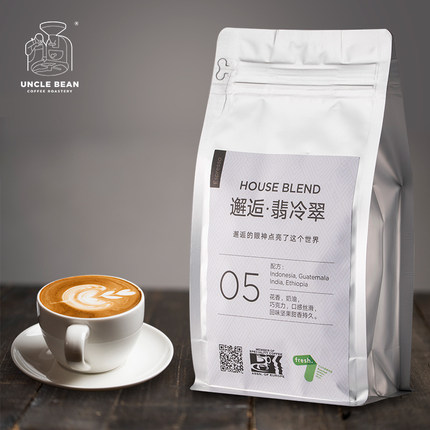 ®
UNCLE BEAN
COFFEE ROASTERY
HOUSE BLEND
邂逅·翡冷翠
邂逅的眼神点亮了这个世界
05
配方:
Indonesia, Guatemala
India, Ethiopia
花香，奶油，
巧克力，口感丝滑，
回味坚果甜香持久。
fresh.
7